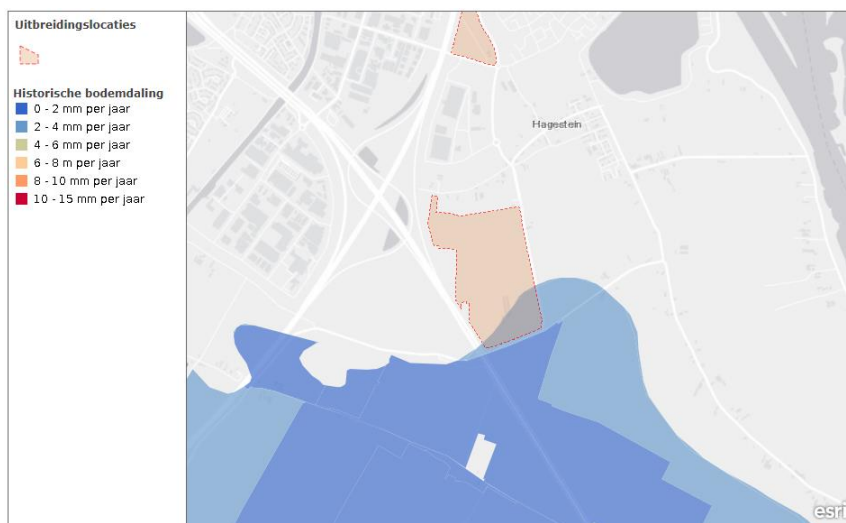 Uitbreidingslocaties
Historische bodemdaling
0 - 2 mm per jaar
2 - 4 mm per jaar
4 - 6 mm per jaar
6 - 8 m per jaar
8 - 10 mm per jaar
10 - 15 mm per jaar
Hagestein
esri